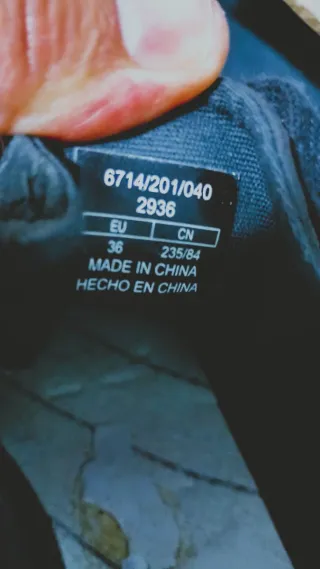 6714/201/040
2936
EU CN
36 235/84
MADE IN CHINA
HECHO EN CHINA